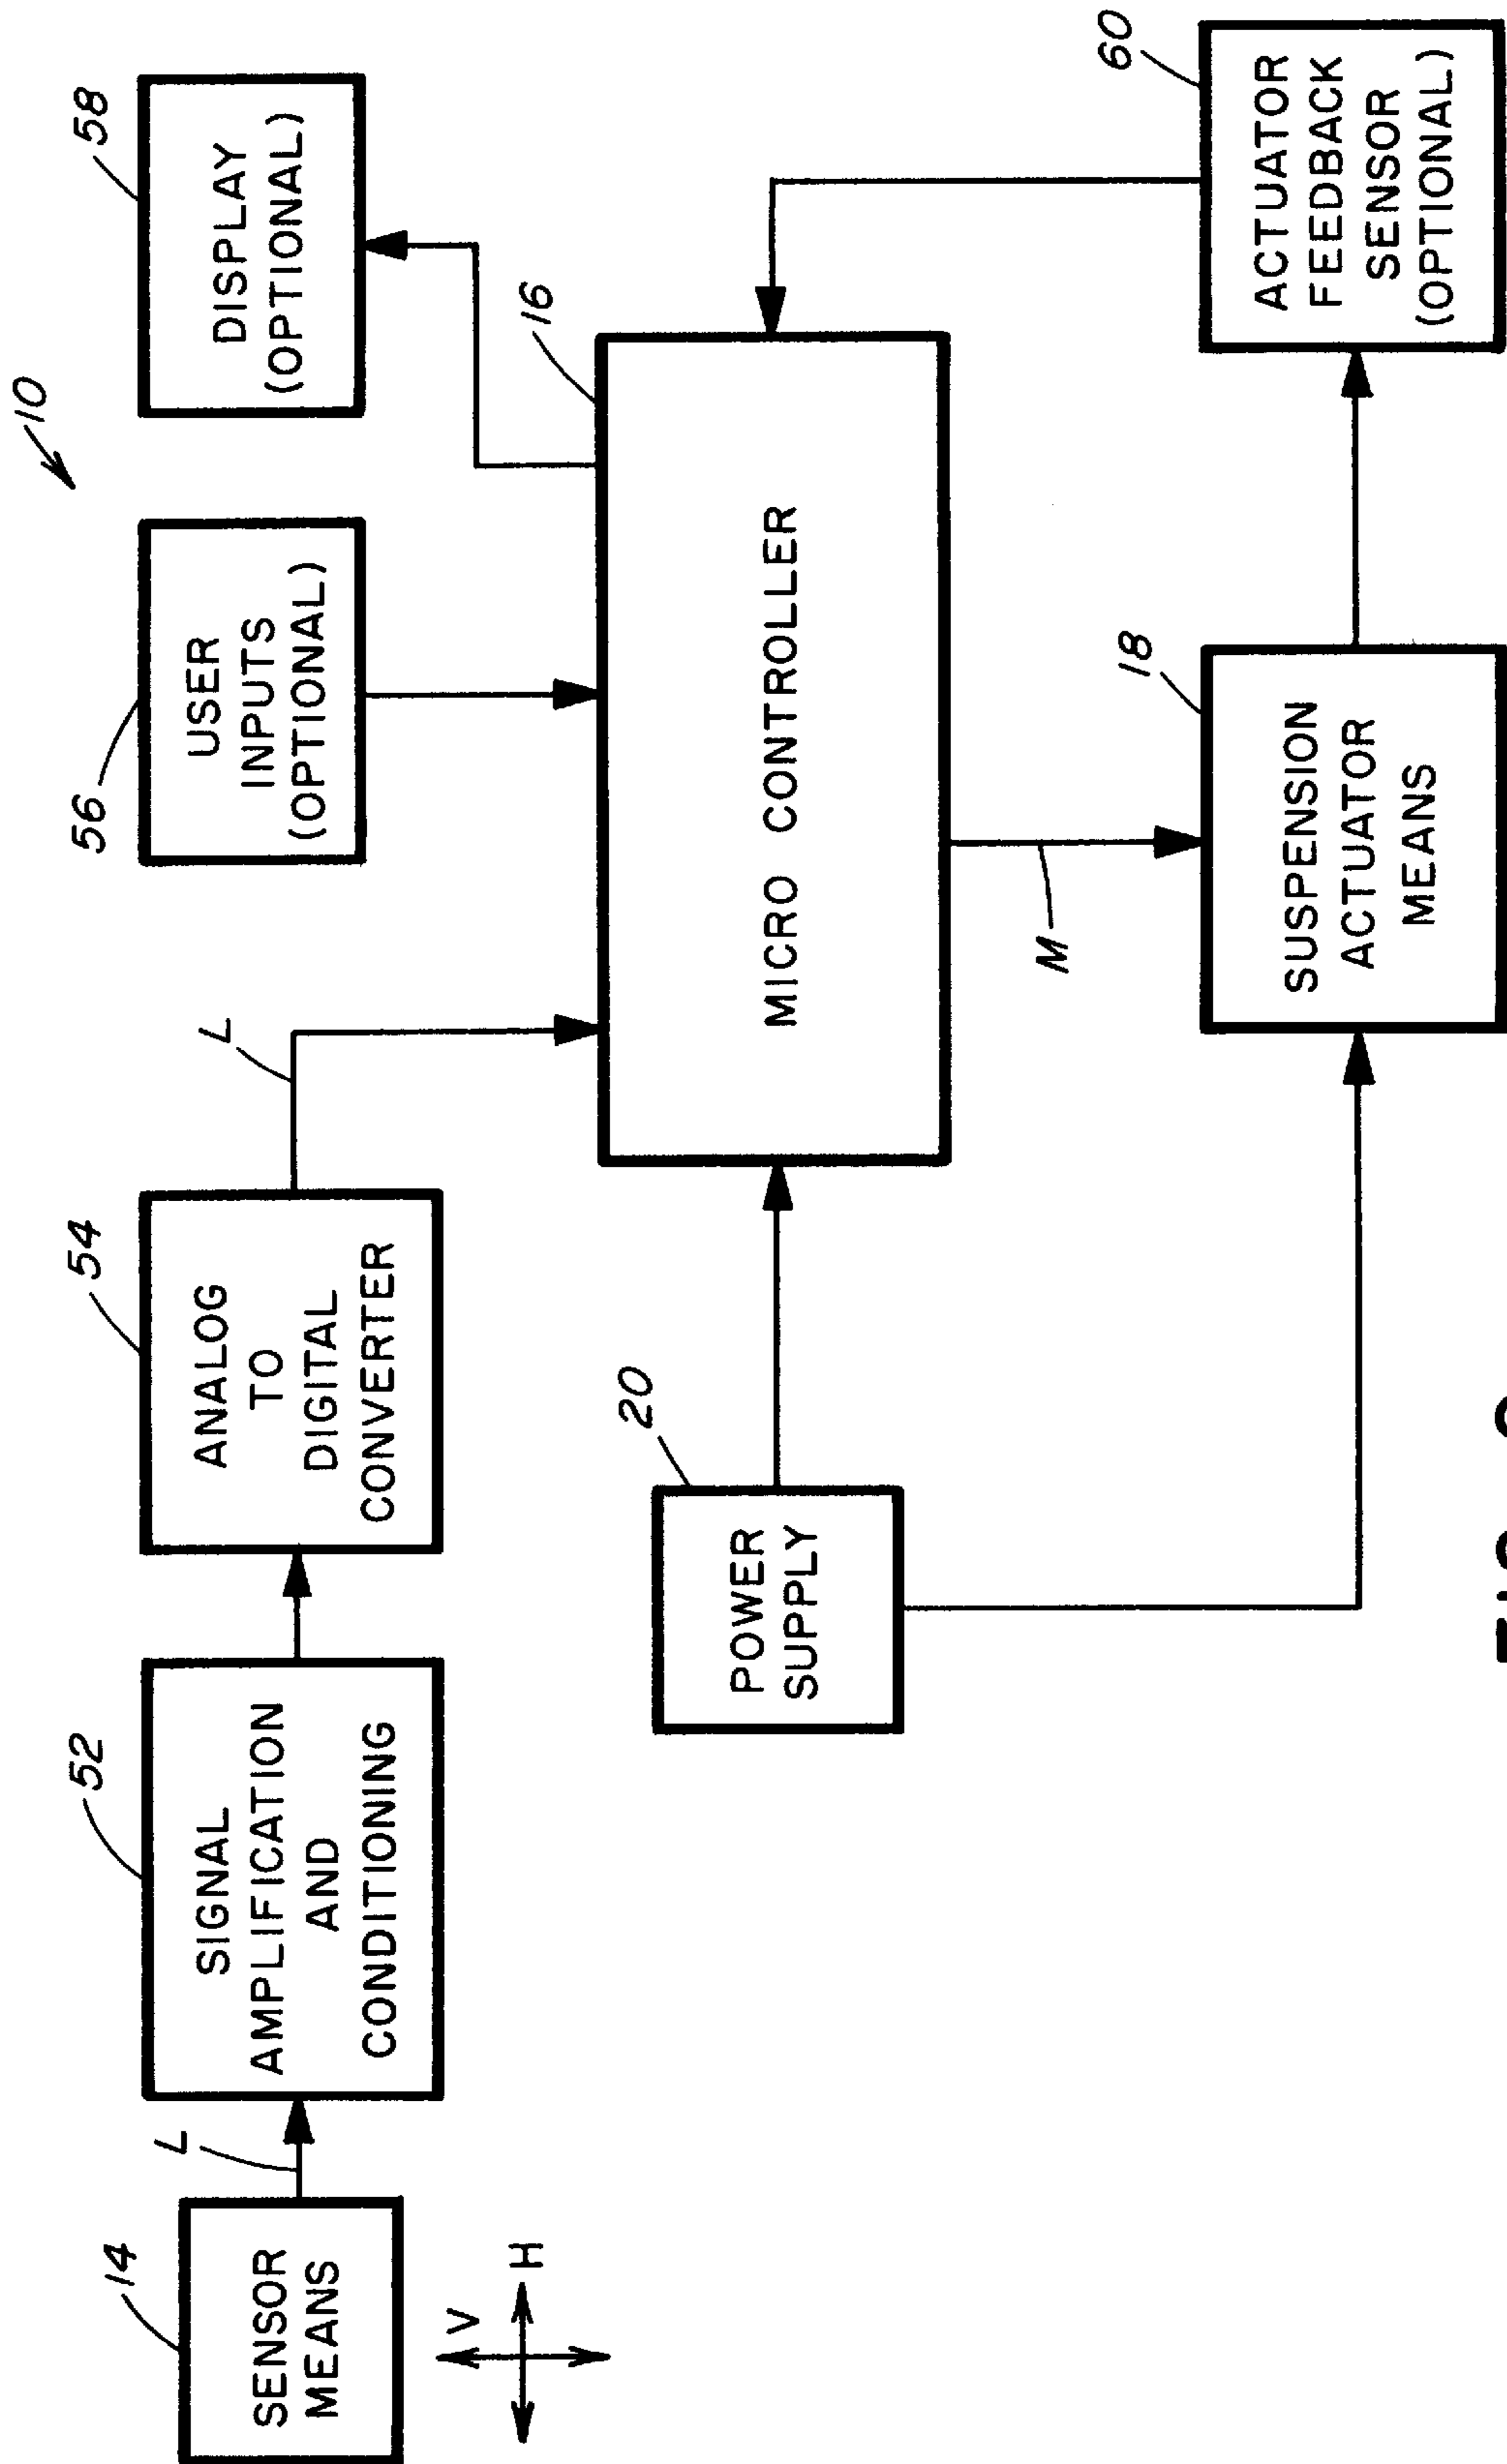 10
14
SENSOR
MEANS
V
H
L
52
SIGNAL
AMPLIFICATION
AND
CONDITIONING
54
ANALOG
TO
DIGITAL
CONVERTER
L
56
USER
INPUTS
(OPTIONAL)
58
DISPLAY
(OPTIONAL)
20
POWER
SUPPLY
16
MICRO CONTROLLER
M
18
SUSPENSION
ACTUATOR
MEANS
60
ACTUATOR
FEEDBACK
SENSOR
(OPTIONAL)